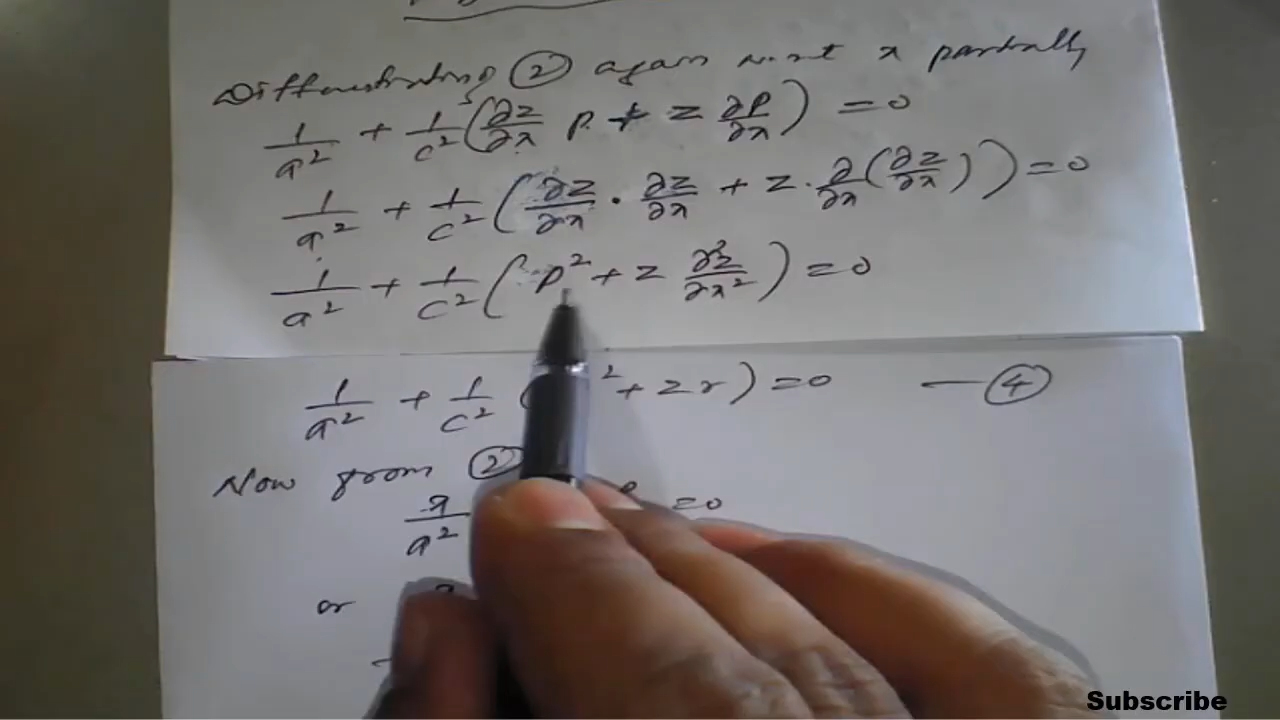 Differentiating ② again w.r.t x partially
1/a² + 1/c² (∂z/∂x p + z ∂p/∂x) = 0
1/a² + 1/c² (∂z/∂x · ∂z/∂x + z · ∂/∂x (∂z/∂x)) = 0
1/a² + 1/c² (p² + z ∂²z/∂x²) = 0
1/a² + 1/c² ( ² + zr) = 0 — ④
Now from ②
x/a² = 0
or
Subscribe